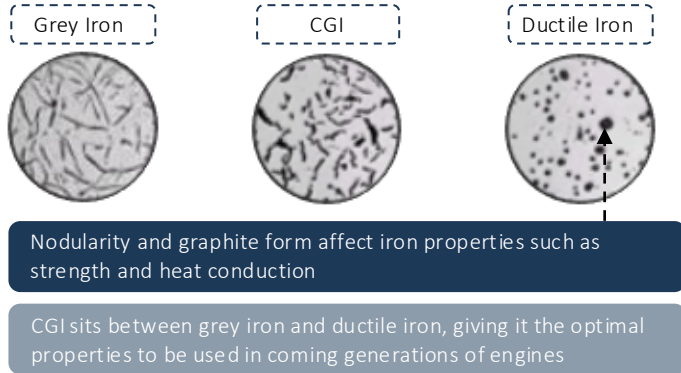 Grey Iron
CGI
Ductile Iron
Nodularity and graphite form affect iron properties such as
strength and heat conduction
CGI sits between grey iron and ductile iron, giving it the optimal
properties to be used in coming generations of engines